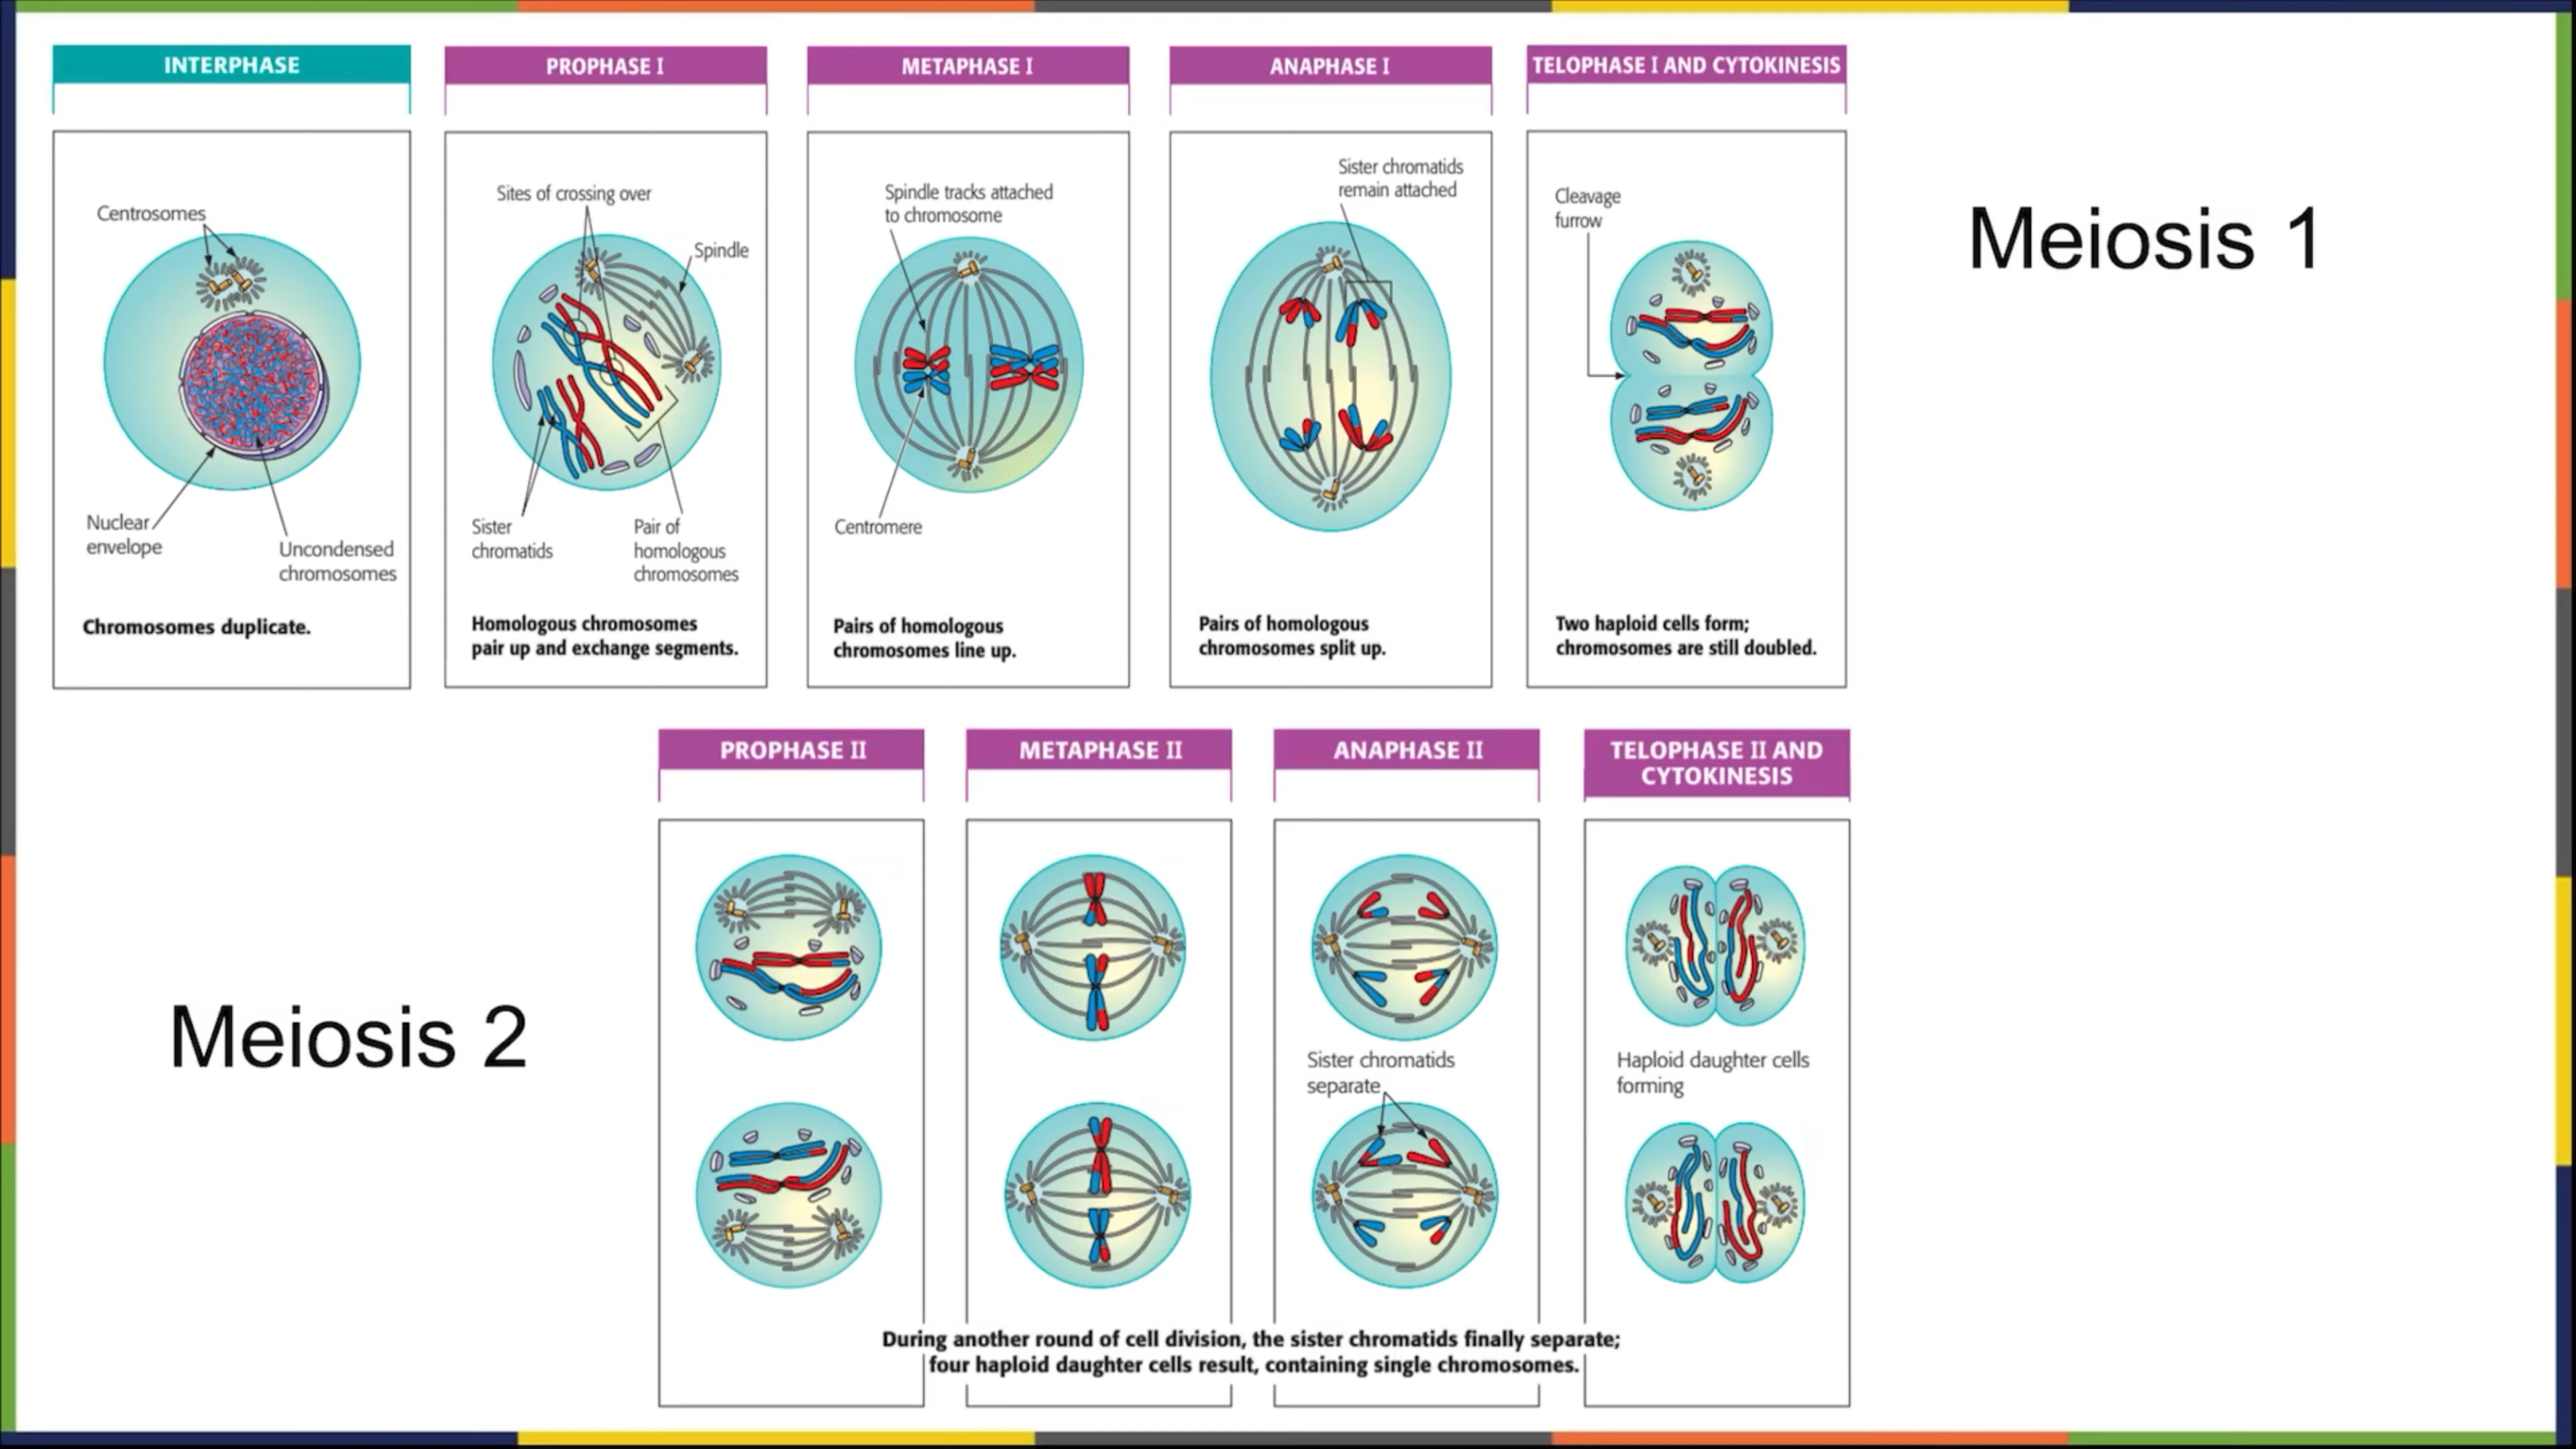 INTERPHASE
PROPHASE I
METAPHASE I
ANAPHASE I
TELOPHASE I AND CYTOKINESIS
Centrosomes
Nuclear
envelope
Uncondensed
chromosomes
Chromosomes duplicate.
Sites of crossing over
Spindle
Sister
chromatids
Pair of
homologous
chromosomes
Homologous chromosomes
pair up and exchange segments.
Spindle tracks attached
to chromosome
Centromere
Pairs of homologous
chromosomes line up.
Sister chromatids
remain attached
Pairs of homologous
chromosomes split up.
Cleavage
furrow
Two haploid cells form;
chromosomes are still doubled.
Meiosis 1
Meiosis 2
PROPHASE II
METAPHASE II
ANAPHASE II
TELOPHASE II AND
CYTOKINESIS
Sister chromatids
separate
Haploid daughter cells
forming
During another round of cell division, the sister chromatids finally separate;
four haploid daughter cells result, containing single chromosomes.